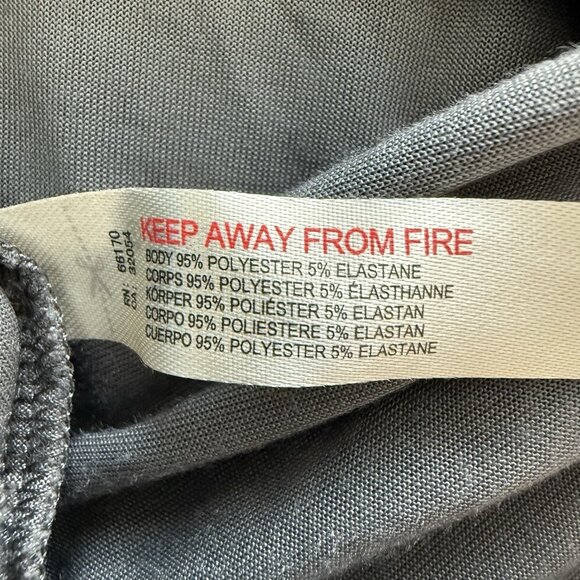 KEEP AWAY FROM FIRE
BODY 95% POLYESTER 5% ELASTANE
CORPS 95% POLYESTER 5% ÉLASTHANNE
KÖRPER 95% POLIÉSTER 5% ELASTAN
CORPO 95% POLIESTERE 5% ELASTAN
CUERPO 95% POLYESTER 5% ELASTANE
RN: 66170
CA: 32054